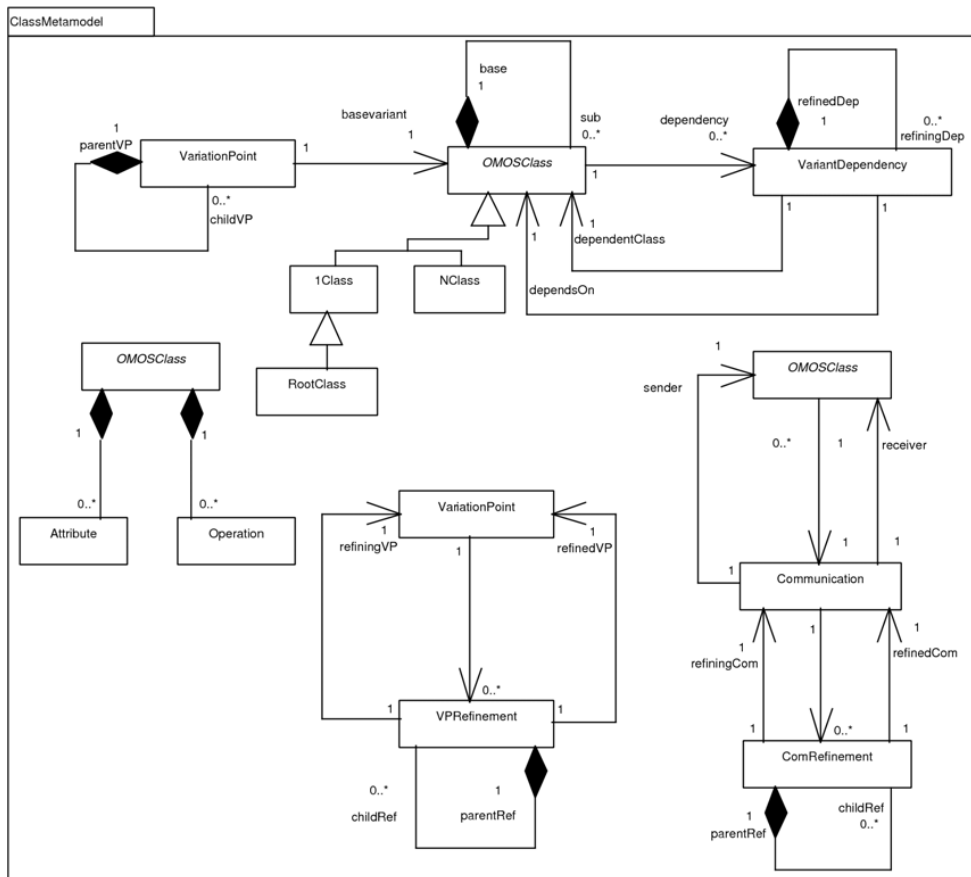 ClassMetamodel
base
1
refinedDep
1
0..*
refiningDep
1
parentVP
VariationPoint
0..*
childVP
1
basevariant
1
OMOSClass
sub
0..*
1
dependency
0..*
VariantDependency
1
1
1
dependentClass
1
dependsOn
1Class
NClass
RootClass
OMOSClass
1
1
0..*
0..*
Attribute
Operation
VariationPoint
1
refiningVP
1
1
refinedVP
0..*
1
VPRefinement
1
0..*
childRef
1
parentRef
1
sender
OMOSClass
0..*
1
receiver
1
1
1
Communication
1
refiningCom
1
1
refinedCom
1
0..*
1
ComRefinement
1
parentRef
childRef
0..*